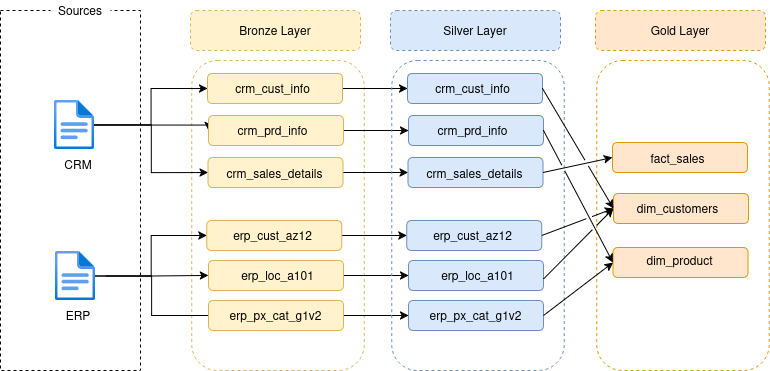 Sources
Bronze Layer
Silver Layer
Gold Layer
CRM
ERP
crm_cust_info
crm_prd_info
crm_sales_details
erp_cust_az12
erp_loc_a101
erp_px_cat_g1v2
crm_cust_info
crm_prd_info
crm_sales_details
erp_cust_az12
erp_loc_a101
erp_px_cat_g1v2
fact_sales
dim_customers
dim_product